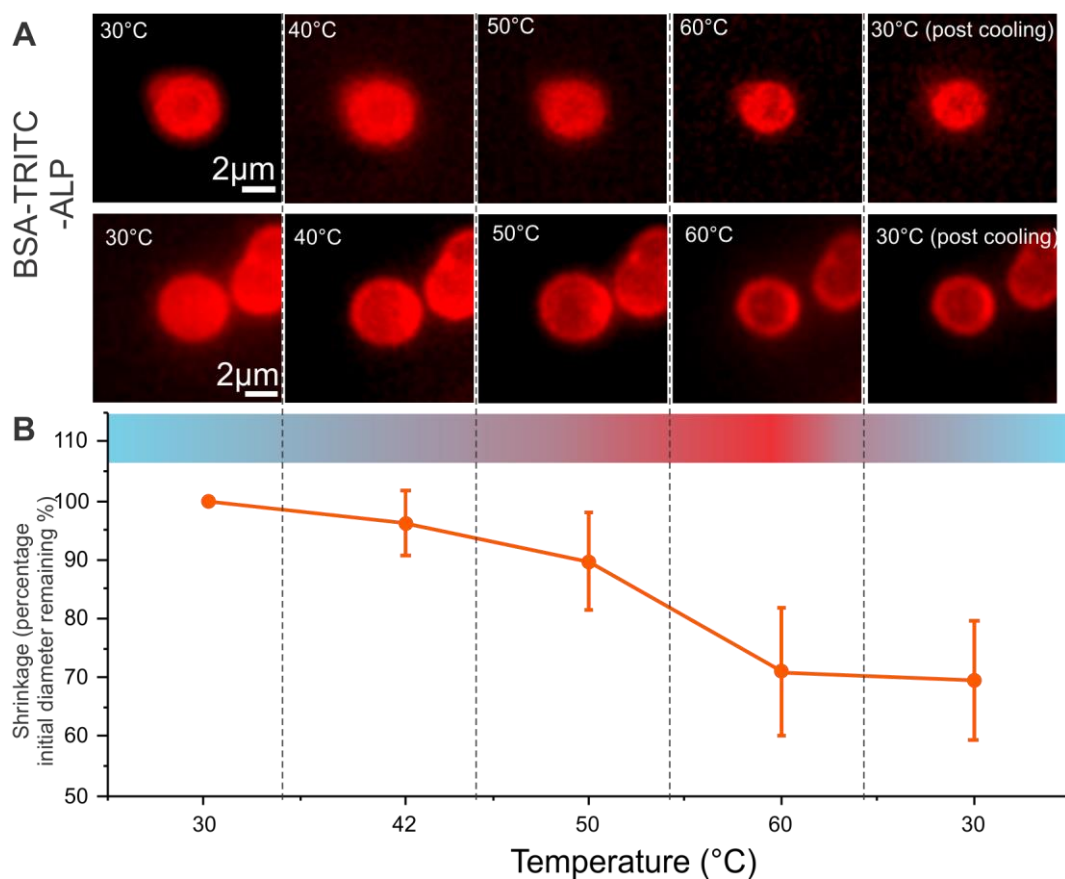 A
BSA-TRITC
-ALP
30°C
40°C
50°C
60°C
30°C (post cooling)
2µm
30°C
40°C
50°C
60°C
30°C (post cooling)
2µm
B
110
100
90
80
70
60
50
Shrinkage (percentage
initial diameter remaining %)
30
42
50
60
30
Temperature (°C)